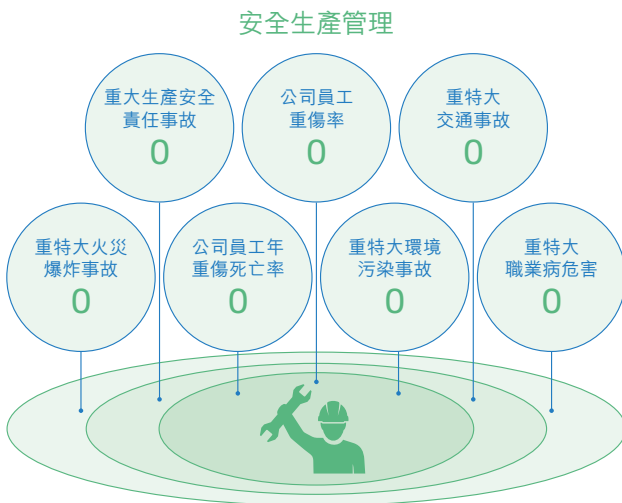 安全生產管理
重大生產安全
責任事故
0
公司員工
重傷率
0
重特大
交通事故
0
重特大火災
爆炸事故
0
公司員工年
重傷死亡率
0
重特大環境
污染事故
0
重特大
職業病危害
0